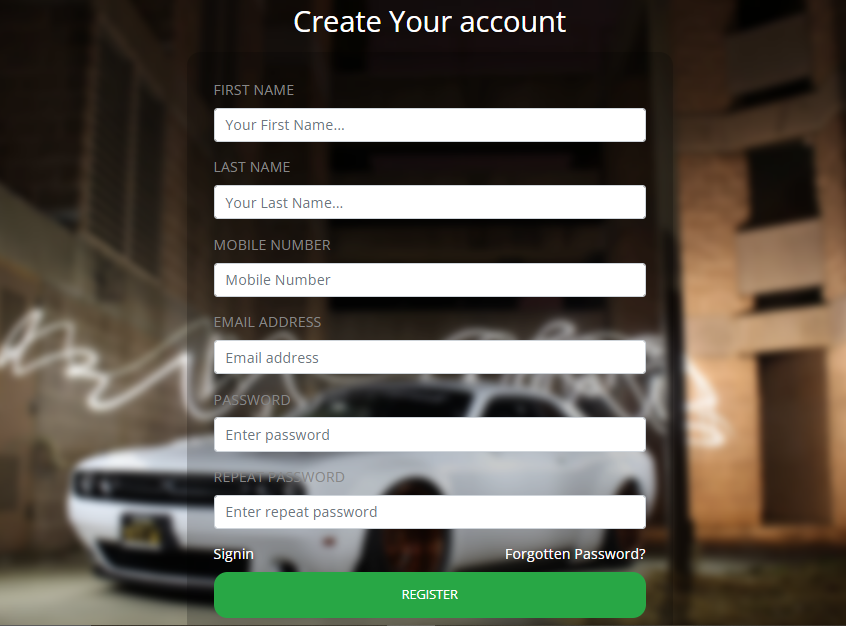 Create Your account
FIRST NAME
Your First Name...
LAST NAME
Your Last Name...
MOBILE NUMBER
Mobile Number
EMAIL ADDRESS
Email address
PASSWORD
Enter password
REPEAT PASSWORD
Enter repeat password
Signin Forgotten Password?
REGISTER